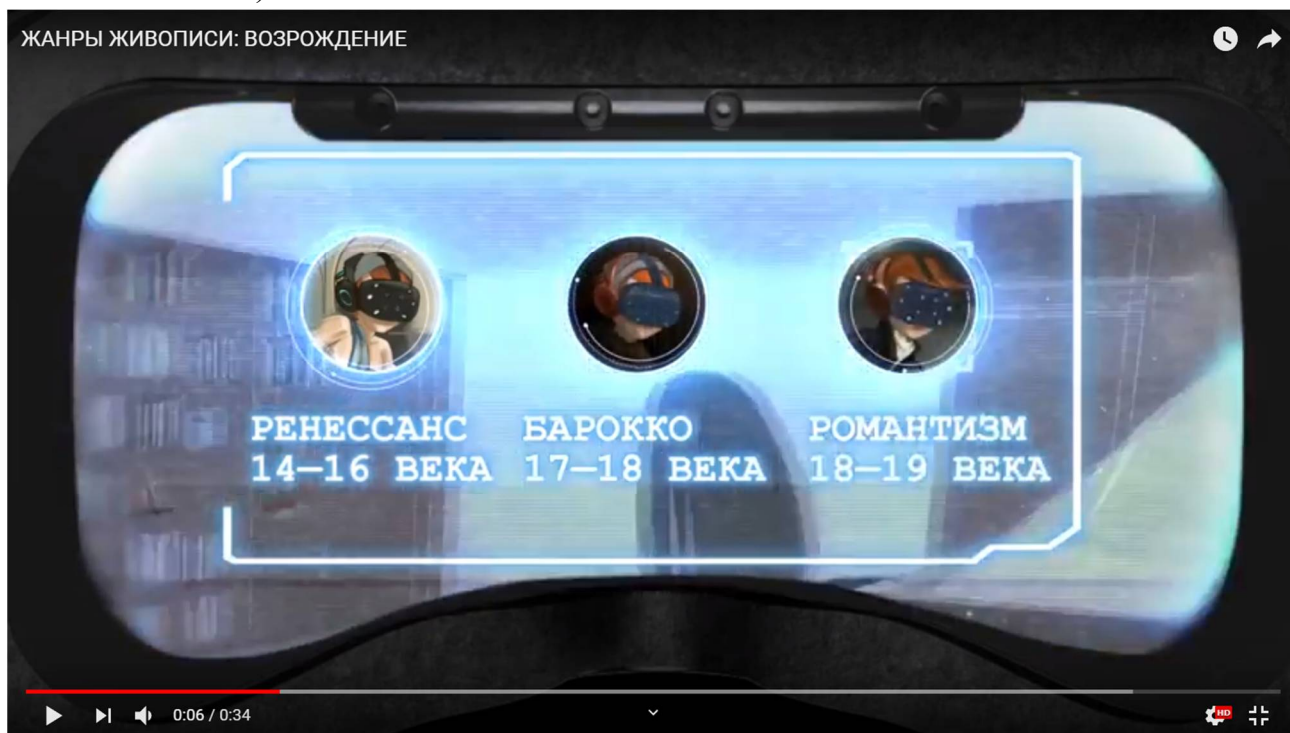 ЖАНРЫ ЖИВОПИСИ: ВОЗРОЖДЕНИЕ
РЕНЕССАНС
14—16 ВЕКА
БАРОККО
17—18 ВЕКА
РОМАНТИЗМ
18—19 ВЕКА
0:06 / 0:34
HD